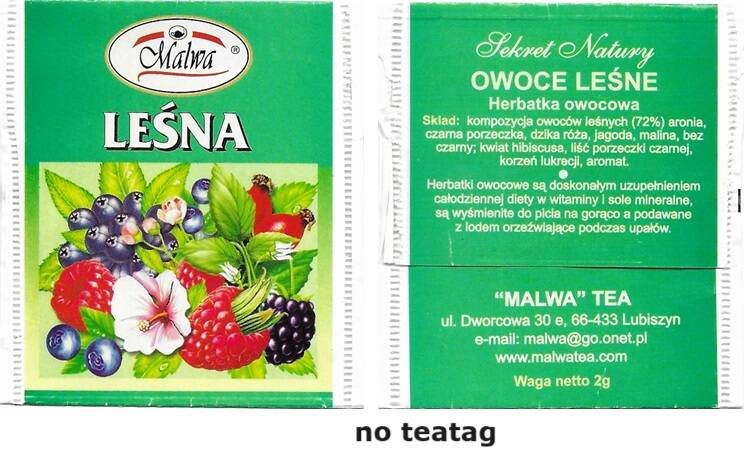 Malwa ®
LEŚNA
Sekret Natury
OWOCE LEŚNE
Herbatka owocowa
Skład: kompozycja owoców leśnych (72%) aronia,
czarna porzeczka, dzika róża, jagoda, malina, bez
czarny; kwiat hibiscusa, liść porzeczki czarnej,
korzeń lukrecji, aromat.
Herbatki owocowe są doskonałym uzupełnieniem
całodziennej diety w witaminy i sole mineralne,
są wyśmienite do picia na gorąco a podawane
z lodem orzeźwiające podczas upałów.
"MALWA" TEA
ul. Dworcowa 30 e, 66-433 Lubiszyn
e-mail: malwa@go.onet.pl
www.malwatea.com
Waga netto 2g
no teatag